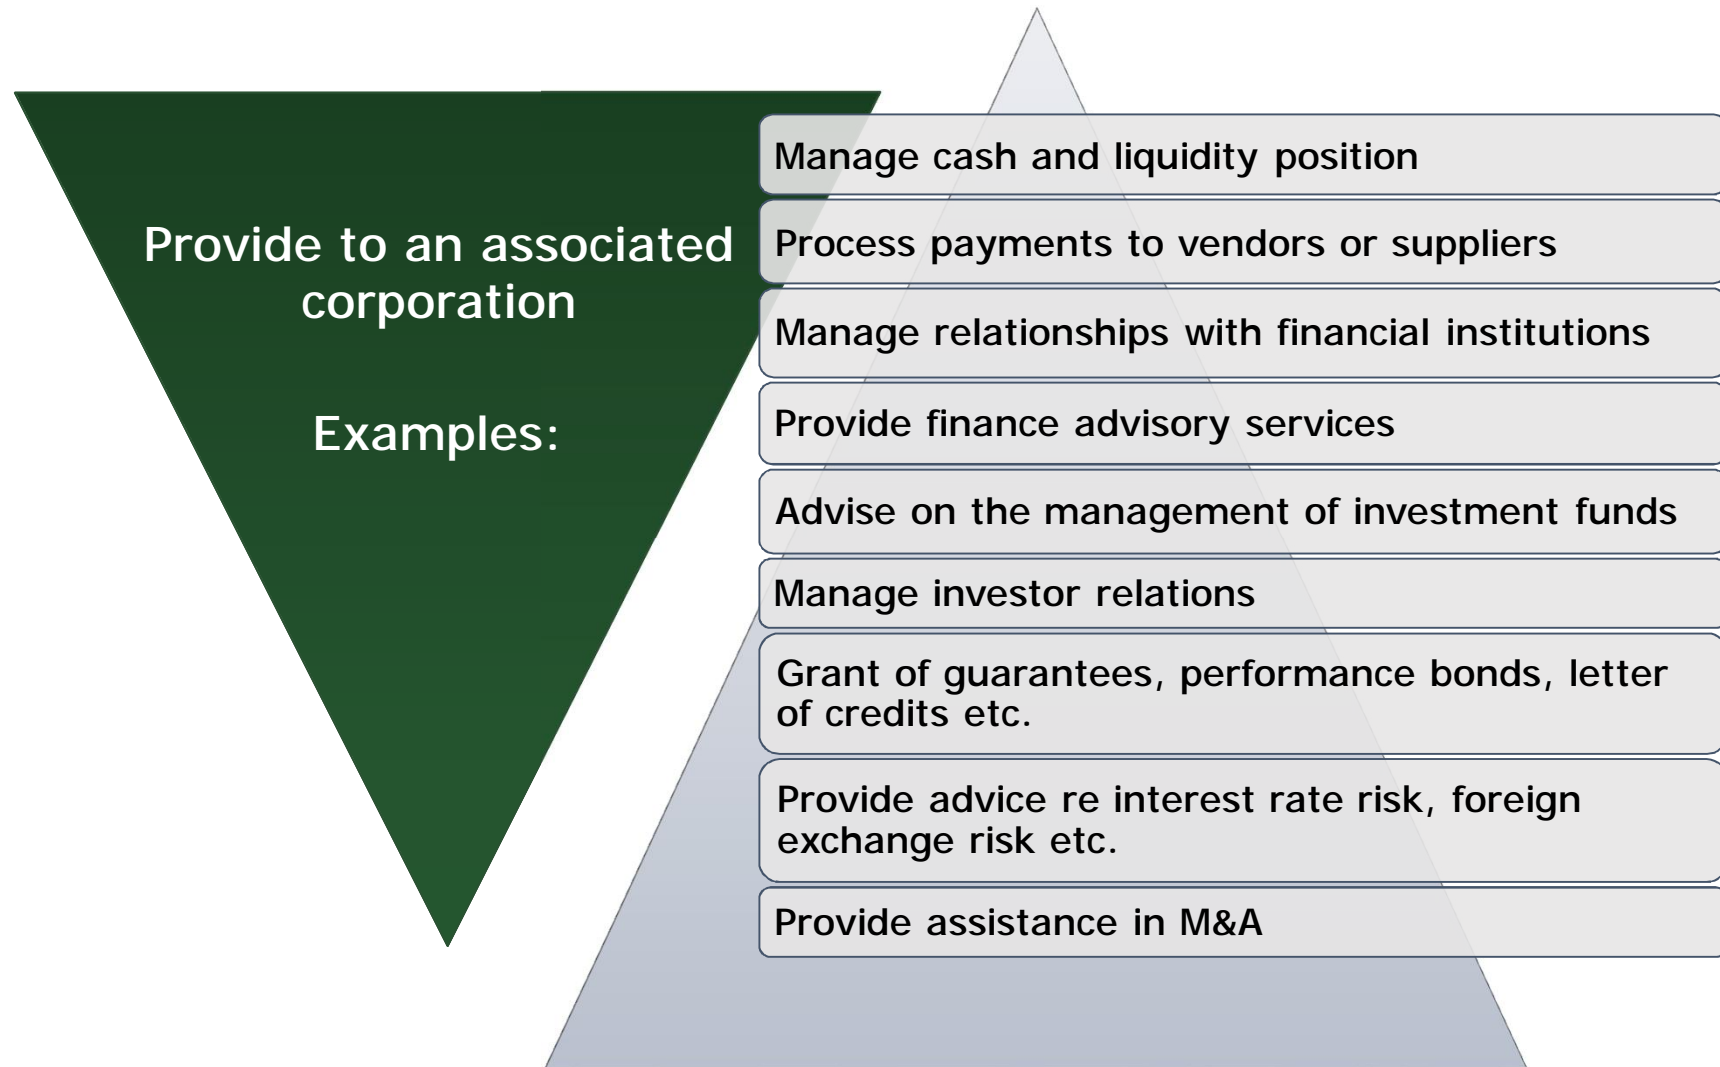 Provide to an associated
corporation
Examples:
Manage cash and liquidity position
Process payments to vendors or suppliers
Manage relationships with financial institutions
Provide finance advisory services
Advise on the management of investment funds
Manage investor relations
Grant of guarantees, performance bonds, letter
of credits etc.
Provide advice re interest rate risk, foreign
exchange risk etc.
Provide assistance in M&A